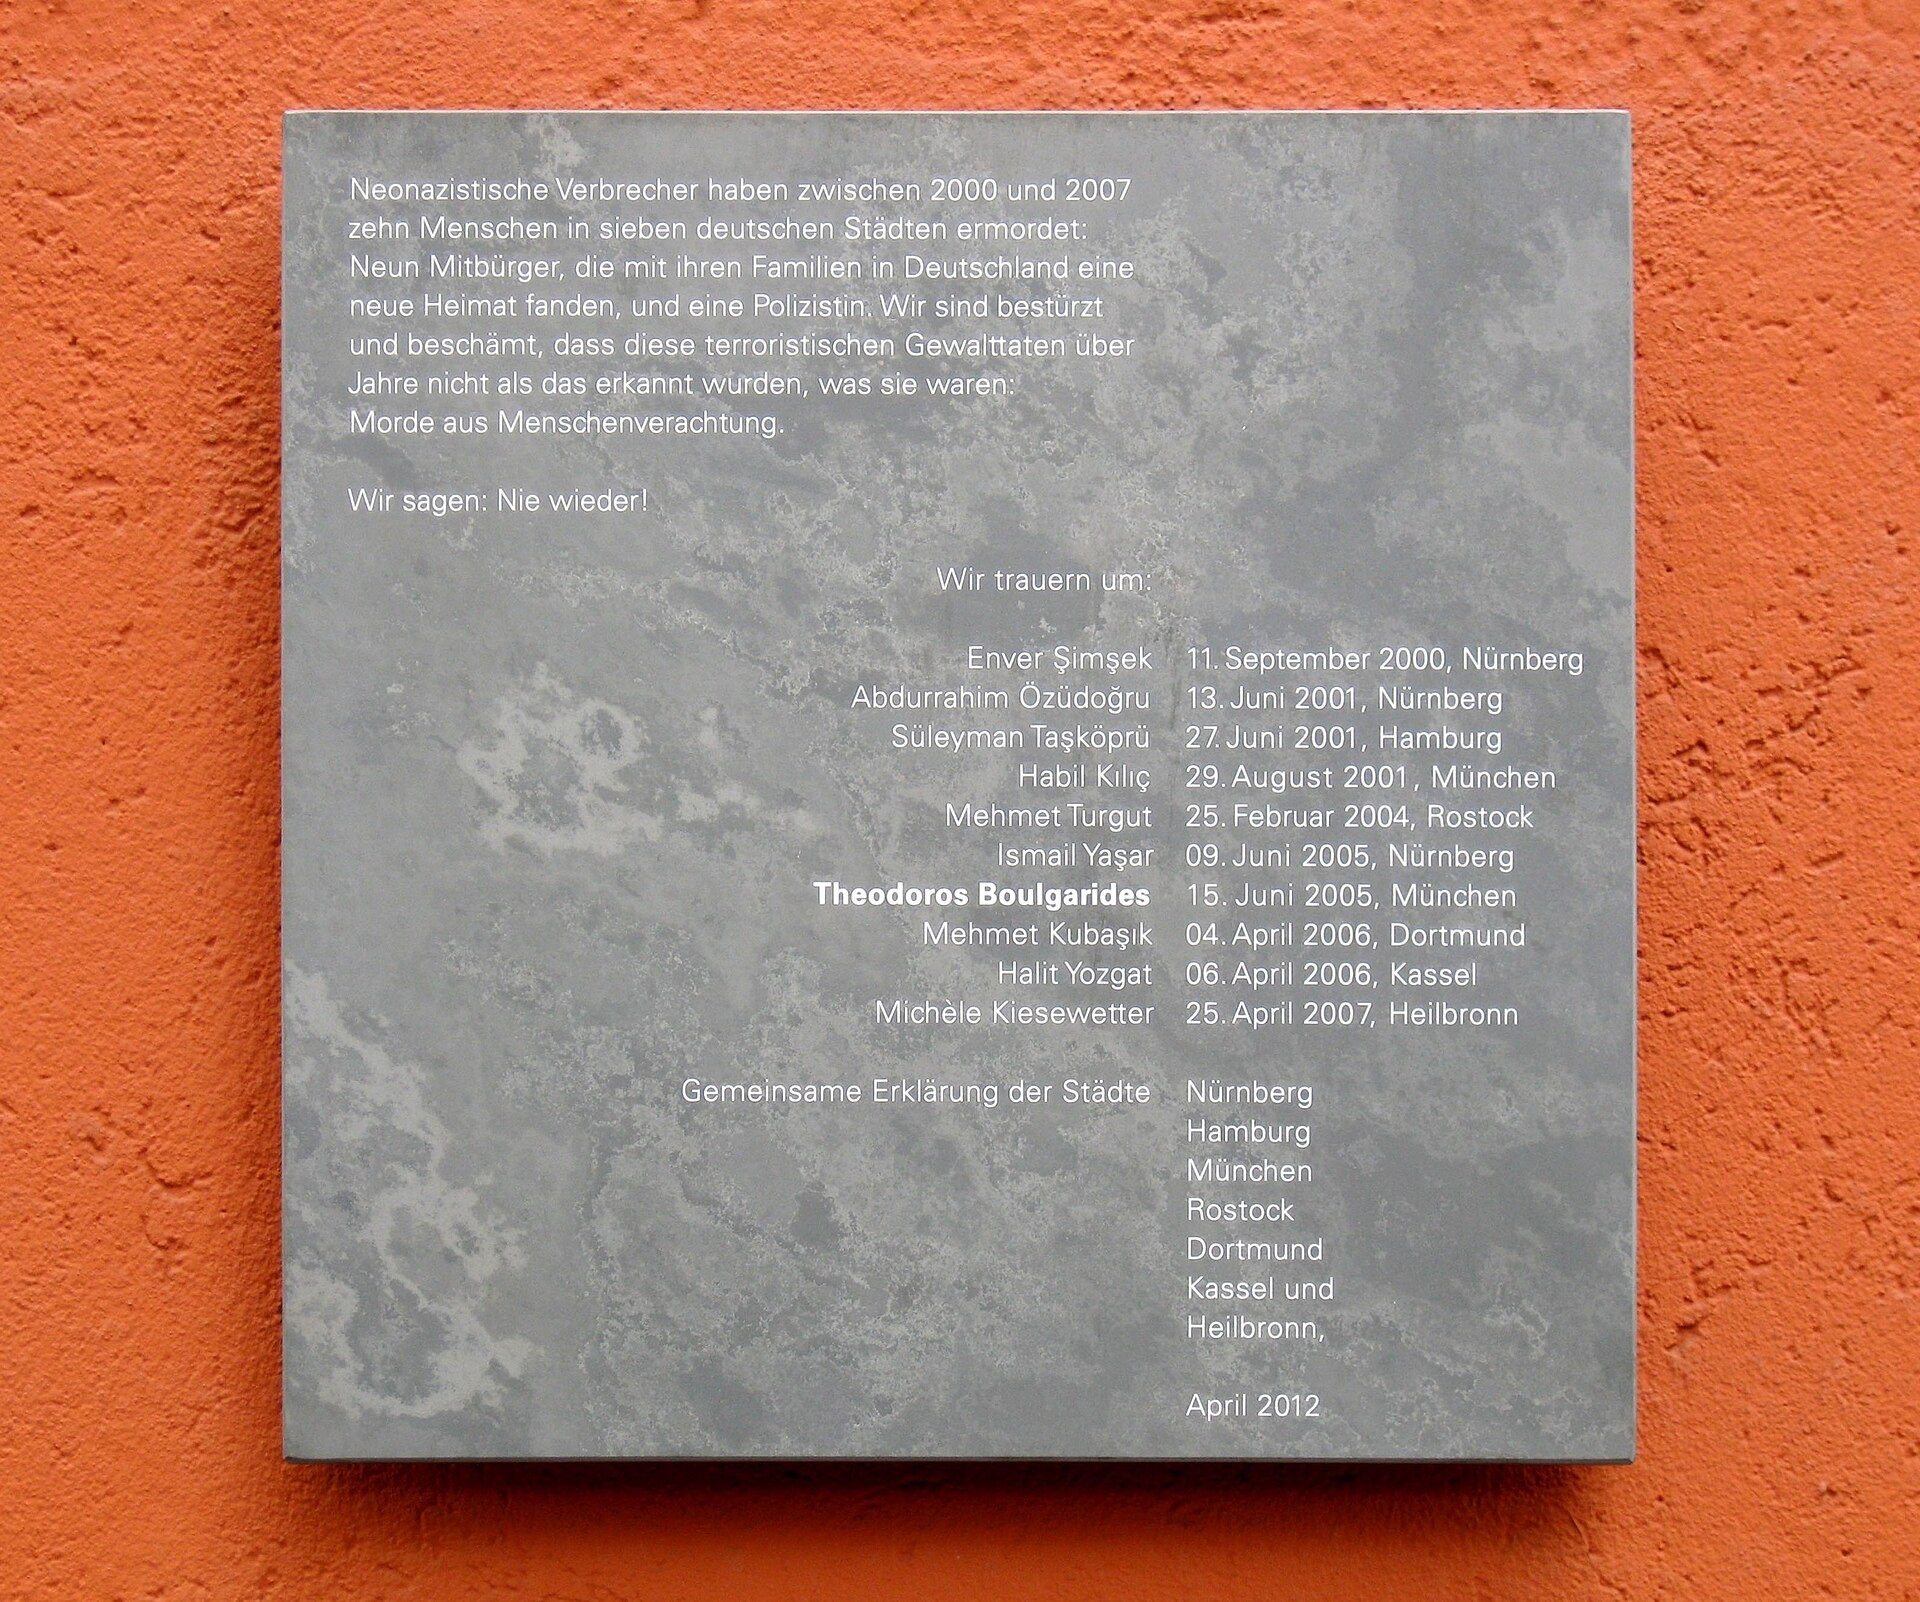 Neonazistische Verbrecher haben zwischen 2000 und 2007
zehn Menschen in sieben deutschen Städten ermordet:
Neun Mitbürger, die mit ihren Familien in Deutschland eine
neue Heimat fanden, und eine Polizistin. Wir sind bestürzt
und beschämt, dass diese terroristischen Gewalttaten über
Jahre nicht als das erkannt wurden, was sie waren:
Morde aus Menschenverachtung.
Wir sagen: Nie wieder!
Wir trauern um:
Enver Şimşek 11. September 2000, Nürnberg
Abdurrahim Özüdoğru 13. Juni 2001, Nürnberg
Süleyman Taşköprü 27. Juni 2001, Hamburg
Habil Kılıç 29. August 2001, München
Mehmet Turgut 25. Februar 2004, Rostock
Ismail Yaşar 09. Juni 2005, Nürnberg
Theodoros Boulgarides 15. Juni 2005, München
Mehmet Kubaşık 04. April 2006, Dortmund
Halit Yozgat 06. April 2006, Kassel
Michèle Kiesewetter 25. April 2007, Heilbronn
Gemeinsame Erklärung der Städte Nürnberg
Hamburg
München
Rostock
Dortmund
Kassel und
Heilbronn,
April 2012